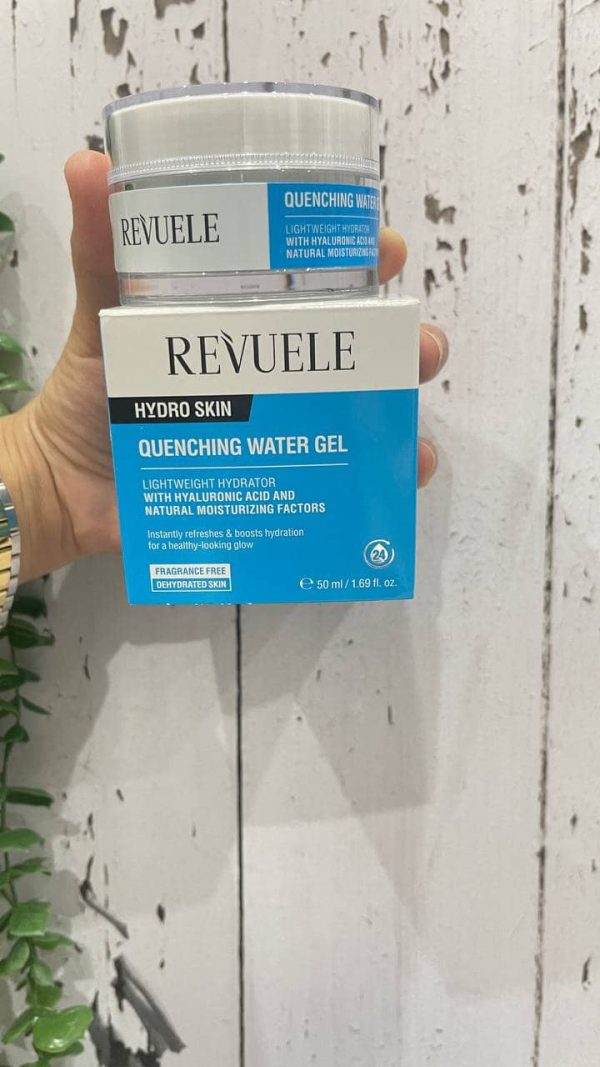 REVUELE
QUENCHING WATER
LIGHTWEIGHT HYDRATOR
WITH HYALURONIC ACID AND
NATURAL MOISTURIZING FACTORS
REVUELE
HYDRO SKIN
QUENCHING WATER GEL
LIGHTWEIGHT HYDRATOR
WITH HYALURONIC ACID AND
NATURAL MOISTURIZING FACTORS
Instantly refreshes & boosts hydration
for a healthy-looking glow
24
FRAGRANCE FREE
DEHYDRATED SKIN
℮ 50 ml / 1.69 fl. oz.